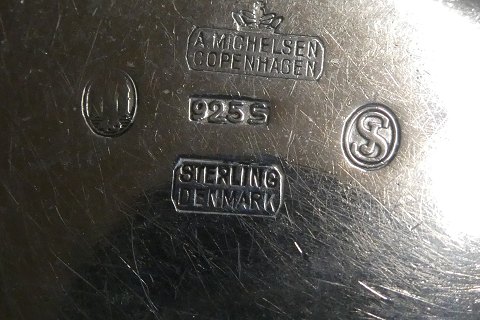 A. MICHELSEN
COPENHAGEN
925S
S
STERLING
DENMARK